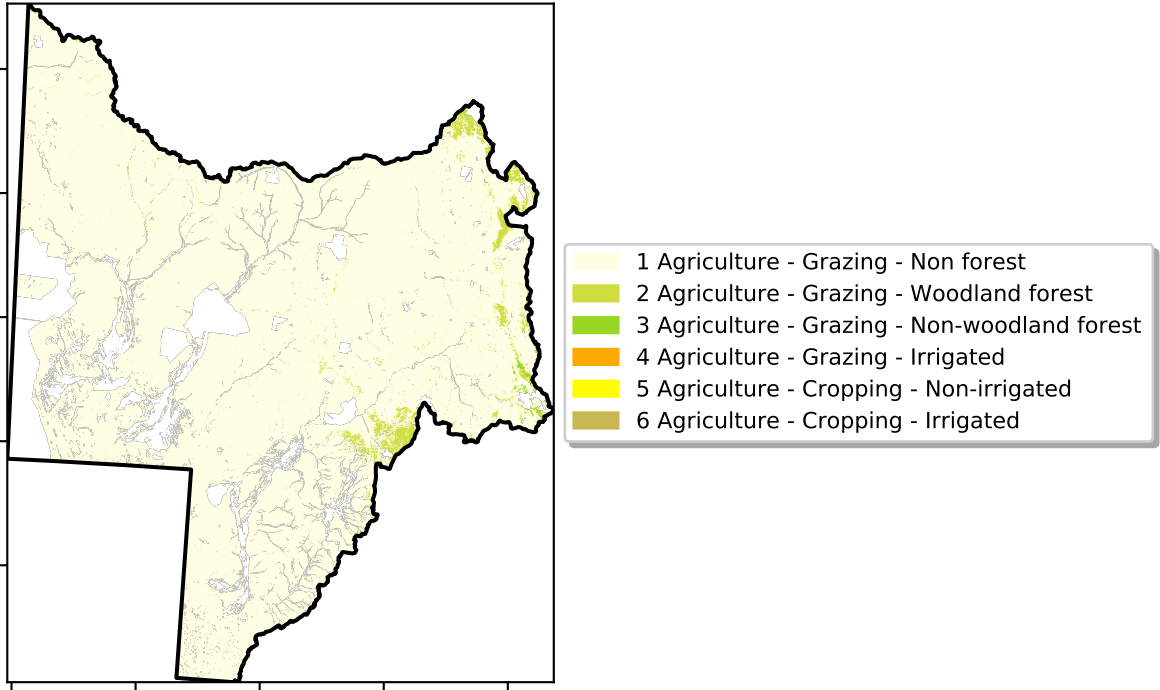 1 Agriculture - Grazing - Non forest
2 Agriculture - Grazing - Woodland forest
3 Agriculture - Grazing - Non-woodland forest
4 Agriculture - Grazing - Irrigated
5 Agriculture - Cropping - Non-irrigated
6 Agriculture - Cropping - Irrigated